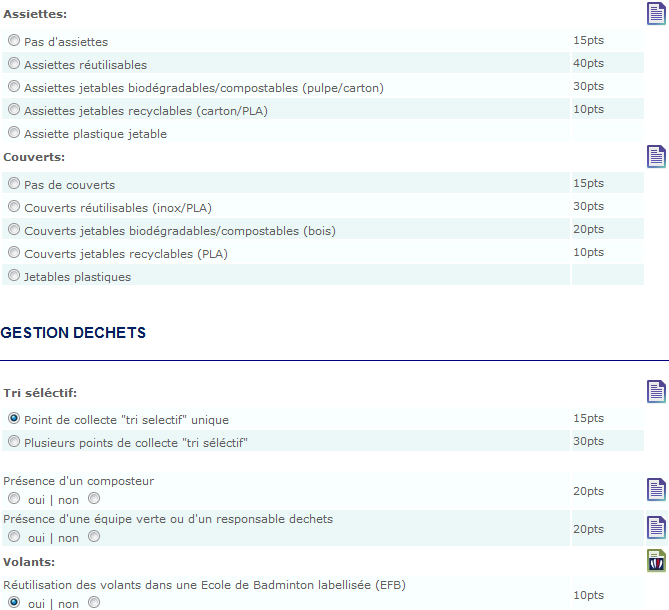 Assiettes:
Pas d'assiettes 15pts
Assiettes réutilisables 40pts
Assiettes jetables biodégradables/compostables (pulpe/carton) 30pts
Assiettes jetables recyclables (carton/PLA) 10pts
Assiette plastique jetable
Couverts:
Pas de couverts 15pts
Couverts réutilisables (inox/PLA) 30pts
Couverts jetables biodégradables/compostables (bois) 20pts
Couverts jetables recyclables (PLA) 10pts
Jetables plastiques
GESTION DECHETS
Tri séléctif:
Point de collecte "tri selectif" unique 15pts
Plusieurs points de collecte "tri séléctif" 30pts
Présence d'un composteur
oui | non 20pts
Présence d'une équipe verte ou d'un responsable dechets
oui | non 20pts
Volants:
Réutilisation des volants dans une Ecole de Badminton labellisée (EFB)
oui | non 10pts